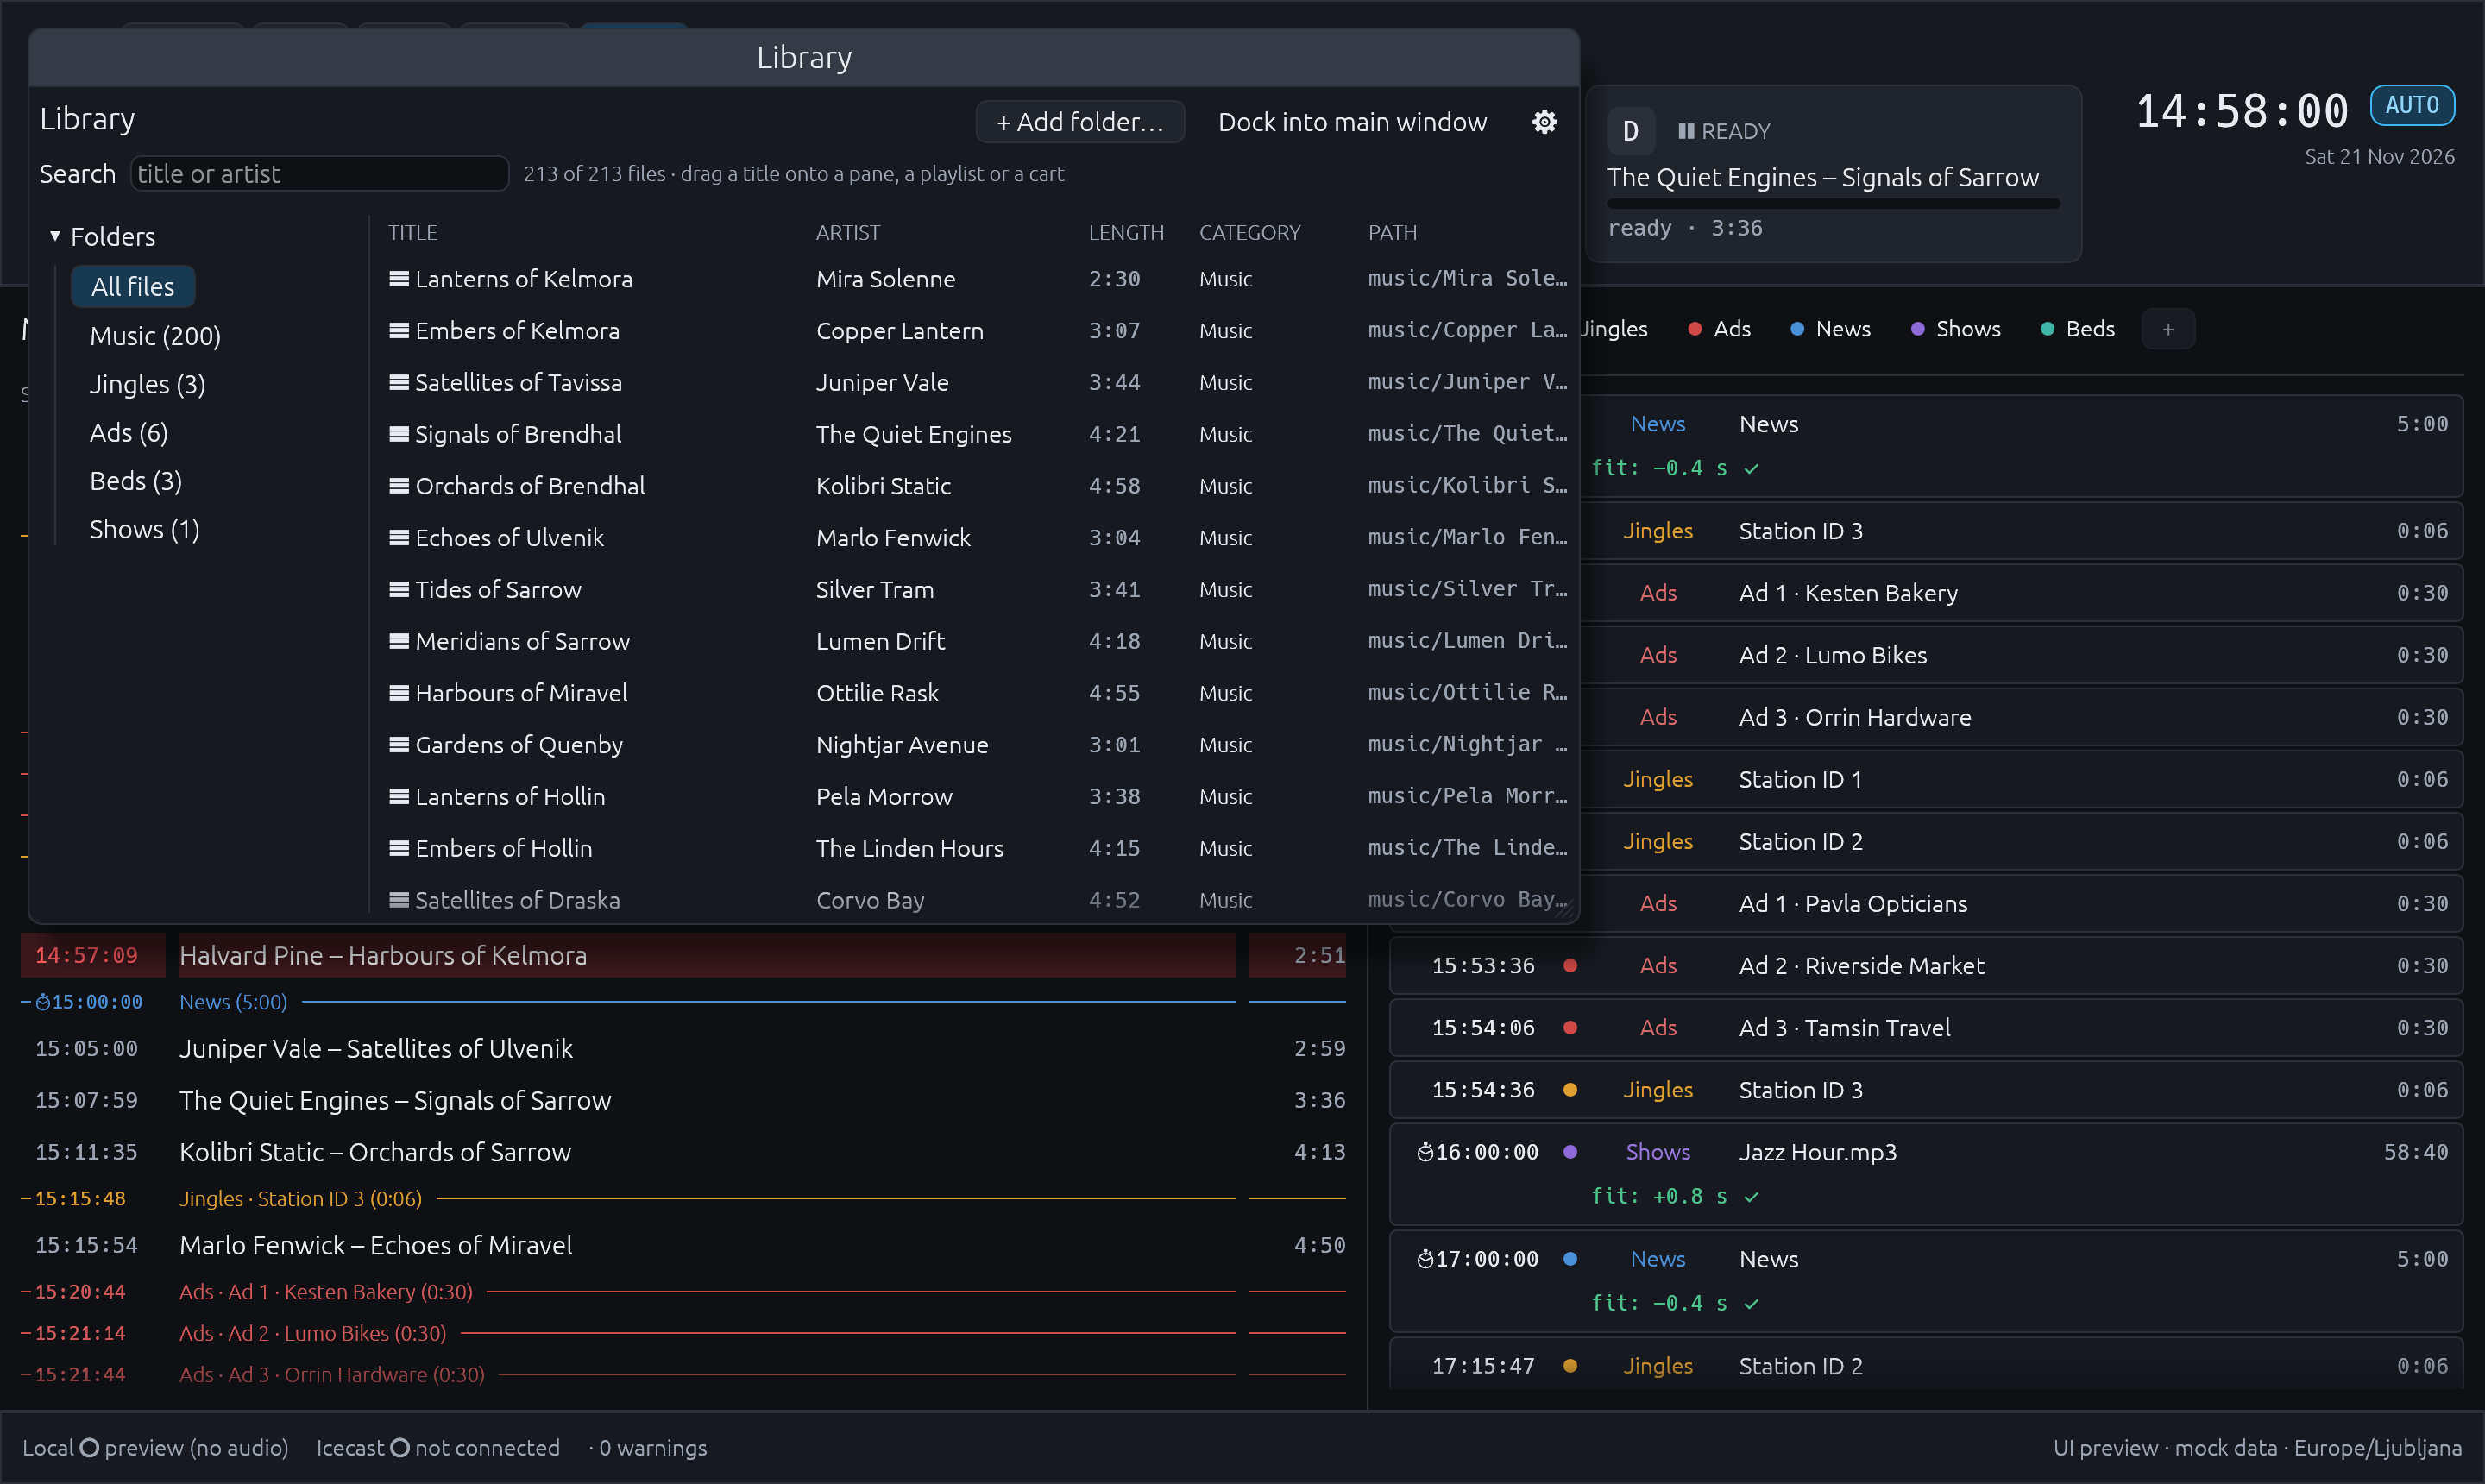 Library
Library
+ Add folder…
Dock into main window
Search title or artist 213 of 213 files · drag a title onto a pane, a playlist or a cart
▼ Folders
All files
Music (200)
Jingles (3)
Ads (6)
Beds (3)
Shows (1)
TITLE ARTIST LENGTH CATEGORY PATH
Lanterns of Kelmora Mira Solenne 2:30 Music music/Mira Sole…
Embers of Kelmora Copper Lantern 3:07 Music music/Copper La…
Satellites of Tavissa Juniper Vale 3:44 Music music/Juniper V…
Signals of Brendhal The Quiet Engines 4:21 Music music/The Quiet…
Orchards of Brendhal Kolibri Static 4:58 Music music/Kolibri S…
Echoes of Ulvenik Marlo Fenwick 3:04 Music music/Marlo Fen…
Tides of Sarrow Silver Tram 3:41 Music music/Silver Tr…
Meridians of Sarrow Lumen Drift 4:18 Music music/Lumen Dri…
Harbours of Miravel Ottilie Rask 4:55 Music music/Ottilie R…
Gardens of Quenby Nightjar Avenue 3:01 Music music/Nightjar …
Lanterns of Hollin Pela Morrow 3:38 Music music/Pela Morr…
Embers of Hollin The Linden Hours 4:15 Music music/The Linde…
Satellites of Draska Corvo Bay 4:52 Music music/Corvo Bay…
D READY
The Quiet Engines – Signals of Sarrow
ready · 3:36
14:58:00 AUTO
Sat 21 Nov 2026
Jingles Ads News Shows Beds +
News News 5:00
fit: −0.4 s ✓
Jingles Station ID 3 0:06
Ads Ad 1 · Kesten Bakery 0:30
Ads Ad 2 · Lumo Bikes 0:30
Ads Ad 3 · Orrin Hardware 0:30
Jingles Station ID 1 0:06
Jingles Station ID 2 0:06
Ads Ad 1 · Pavla Opticians 0:30
15:53:36 Ads Ad 2 · Riverside Market 0:30
15:54:06 Ads Ad 3 · Tamsin Travel 0:30
15:54:36 Jingles Station ID 3 0:06
16:00:00 Shows Jazz Hour.mp3 58:40
fit: +0.8 s ✓
17:00:00 News News 5:00
fit: −0.4 s ✓
17:15:47 Jingles Station ID 2 0:06
14:57:09 Halvard Pine – Harbours of Kelmora 2:51
15:00:00 News (5:00)
15:05:00 Juniper Vale – Satellites of Ulvenik 2:59
15:07:59 The Quiet Engines – Signals of Sarrow 3:36
15:11:35 Kolibri Static – Orchards of Sarrow 4:13
15:15:48 Jingles · Station ID 3 (0:06)
15:15:54 Marlo Fenwick – Echoes of Miravel 4:50
15:20:44 Ads · Ad 1 · Kesten Bakery (0:30)
15:21:14 Ads · Ad 2 · Lumo Bikes (0:30)
15:21:44 Ads · Ad 3 · Orrin Hardware (0:30)
Local preview (no audio) Icecast not connected · 0 warnings
UI preview · mock data · Europe/Ljubljana